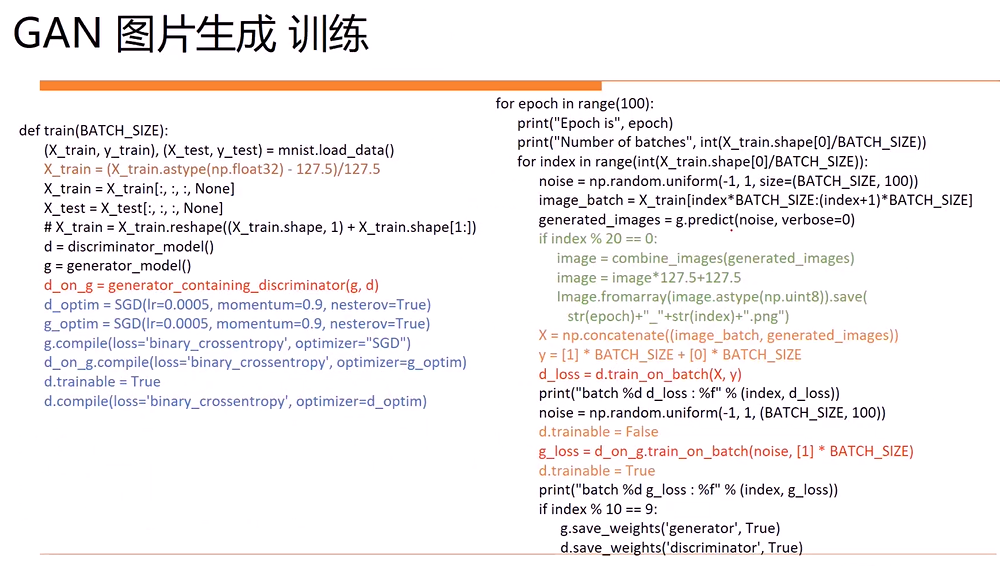 GAN 图片生成 训练
def train(BATCH_SIZE):
(X_train, y_train), (X_test, y_test) = mnist.load_data()
X_train = (X_train.astype(np.float32) - 127.5)/127.5
X_train = X_train[:, :, :, None]
X_test = X_test[:, :, :, None]
# X_train = X_train.reshape((X_train.shape, 1) + X_train.shape[1:])
d = discriminator_model()
g = generator_model()
d_on_g = generator_containing_discriminator(g, d)
d_optim = SGD(lr=0.0005, momentum=0.9, nesterov=True)
g_optim = SGD(lr=0.0005, momentum=0.9, nesterov=True)
g.compile(loss='binary_crossentropy', optimizer="SGD")
d_on_g.compile(loss='binary_crossentropy', optimizer=g_optim)
d.trainable = True
d.compile(loss='binary_crossentropy', optimizer=d_optim)
for epoch in range(100):
print("Epoch is", epoch)
print("Number of batches", int(X_train.shape[0]/BATCH_SIZE))
for index in range(int(X_train.shape[0]/BATCH_SIZE)):
noise = np.random.uniform(-1, 1, size=(BATCH_SIZE, 100))
image_batch = X_train[index*BATCH_SIZE:(index+1)*BATCH_SIZE]
generated_images = g.predict(noise, verbose=0)
if index % 20 == 0:
image = combine_images(generated_images)
image = image*127.5+127.5
Image.fromarray(image.astype(np.uint8)).save(
str(epoch)+"_"+str(index)+".png")
X = np.concatenate((image_batch, generated_images))
y = [1] * BATCH_SIZE + [0] * BATCH_SIZE
d_loss = d.train_on_batch(X, y)
print("batch %d d_loss : %f" % (index, d_loss))
noise = np.random.uniform(-1, 1, (BATCH_SIZE, 100))
d.trainable = False
g_loss = d_on_g.train_on_batch(noise, [1] * BATCH_SIZE)
d.trainable = True
print("batch %d g_loss : %f" % (index, g_loss))
if index % 10 == 9:
g.save_weights('generator', True)
d.save_weights('discriminator', True)